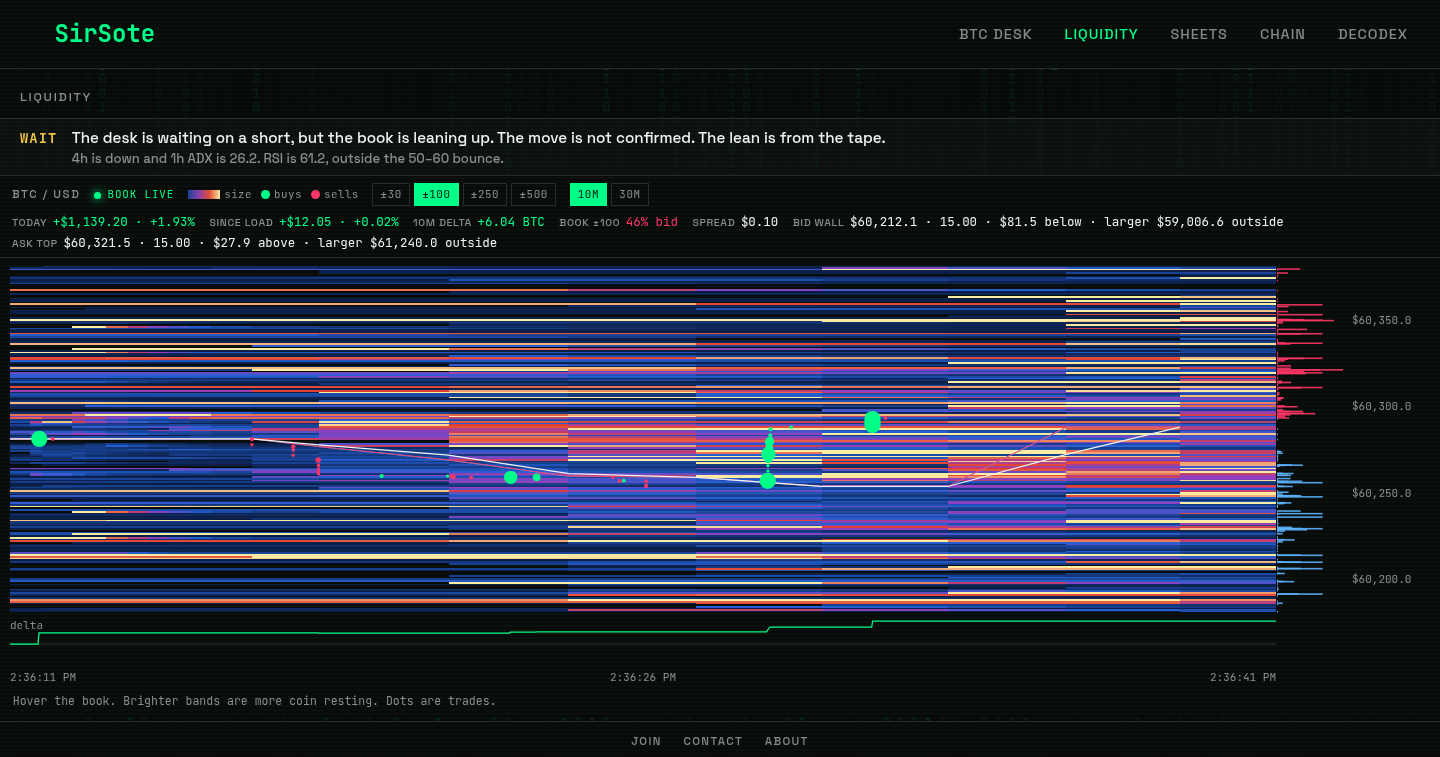 SirSote
BTC DESK LIQUIDITY SHEETS CHAIN DECODEX
LIQUIDITY
WAIT The desk is waiting on a short, but the book is leaning up. The move is not confirmed. The lean is from the tape.
4h is down and 1h ADX is 26.2. RSI is 61.2, outside the 50–60 bounce.
BTC / USD BOOK LIVE size buys sells ±30 ±100 ±250 ±500 10M 30M
TODAY +$1,139.20 · +1.93% SINCE LOAD +$12.05 · +0.02% 10M DELTA +6.04 BTC BOOK ±100 46% bid SPREAD $0.10 BID WALL $60,212.1 · 15.00 · $81.5 below · larger $59,006.6 outside
ASK TOP $60,321.5 · 15.00 · $27.9 above · larger $61,240.0 outside
$60,350.0
$60,300.0
$60,250.0
$60,200.0
delta
2:36:11 PM 2:36:26 PM 2:36:41 PM
Hover the book. Brighter bands are more coin resting. Dots are trades.
JOIN CONTACT ABOUT